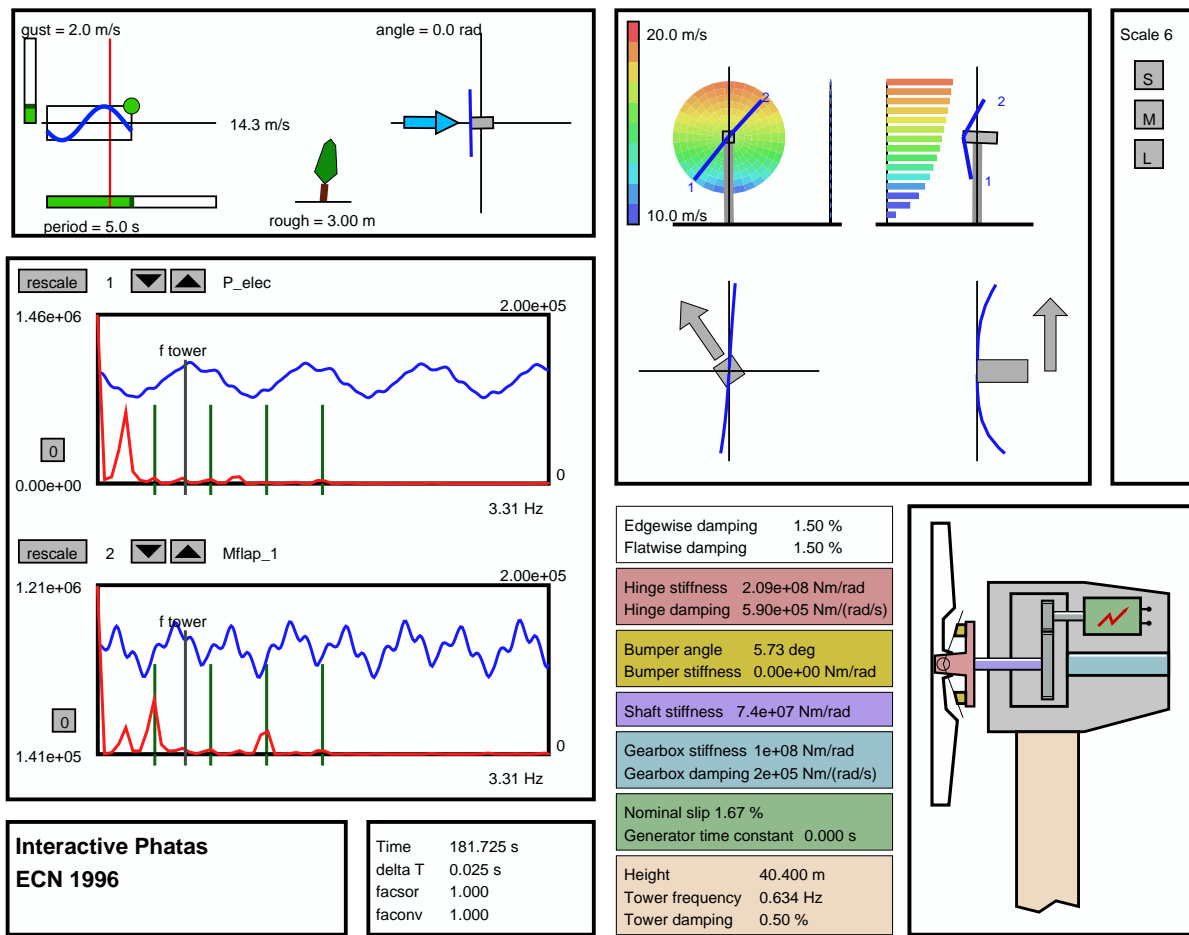 gust = 2.0 m/s
angle = 0.0 rad
14.3 m/s
rough = 3.00 m
period = 5.0 s
20.0 m/s
10.0 m/s
2
1
2
1
Scale 6
S
M
L
rescale 1 P_elec
2.00e+05
1.46e+06
f tower
0
0.00e+00
0
3.31 Hz
rescale 2 Mflap_1
2.00e+05
1.21e+06
f tower
0
1.41e+05
0
3.31 Hz
Edgewise damping 1.50 %
Flatwise damping 1.50 %
Hinge stiffness 2.09e+08 Nm/rad
Hinge damping 5.90e+05 Nm/(rad/s)
Bumper angle 5.73 deg
Bumper stiffness 0.00e+00 Nm/rad
Shaft stiffness 7.4e+07 Nm/rad
Gearbox stiffness 1e+08 Nm/rad
Gearbox damping 2e+05 Nm/(rad/s)
Nominal slip 1.67 %
Generator time constant 0.000 s
Height 40.400 m
Tower frequency 0.634 Hz
Tower damping 0.50 %
Interactive Phatas
ECN 1996
Time 181.725 s
delta T 0.025 s
facsor 1.000
faconv 1.000